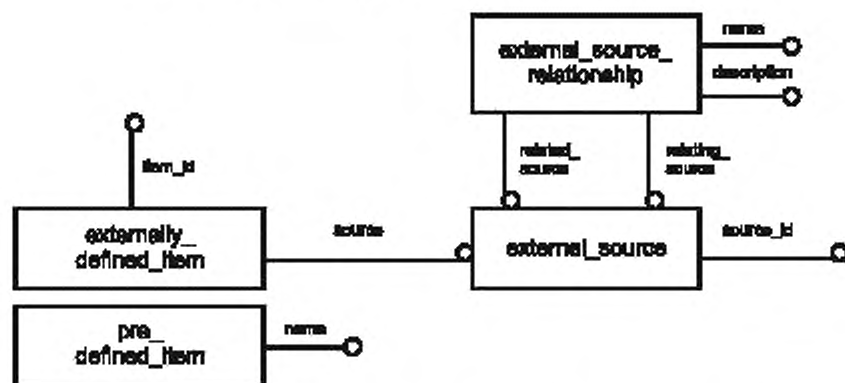 external_source_
relationship
name
description
related_
source
relating_
source
item_id
externally_
defined_item
source
external_source
source_id
pre_
defined_item
name